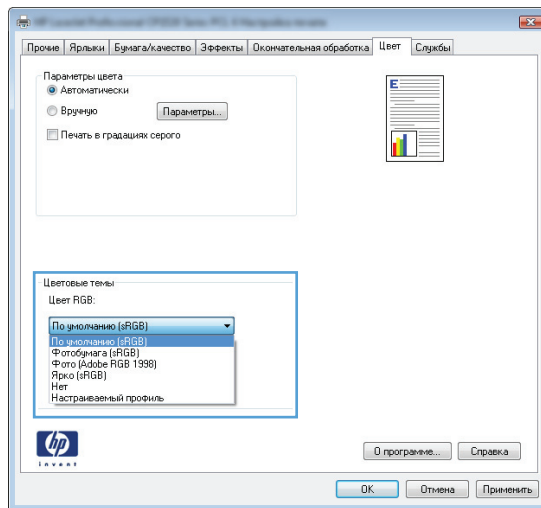 Прочие Ярлыки Бумага/качество Эффекты Окончательная обработка Цвет Службы
Параметры цвета
Автоматически
Вручную Параметры...
Печать в градациях серого
E
Цветовые темы
Цвет RGB:
По умолчанию (sRGB)
По умолчанию (sRGB)
Фотобумага (sRGB)
Фото (Adobe RGB 1998)
Ярко (sRGB)
Нет
Настраиваемый профиль
hp
invent
О программе... Справка
OK Отмена Применить